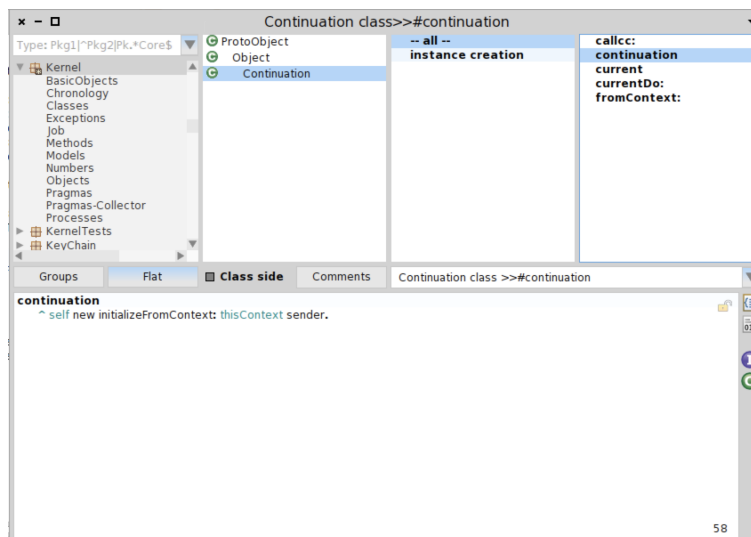 Continuation class>>#continuation
Type: Pkg1|^Pkg2|Pk.*Core$
Kernel
BasicObjects
Chronology
Classes
Exceptions
Job
Methods
Models
Numbers
Objects
Pragmas
Pragmas-Collector
Processes
KernelTests
KeyChain
ProtoObject
Object
Continuation
-- all --
instance creation
callcc:
continuation
current
currentDo:
fromContext:
Groups
Flat
Class side
Comments
Continuation class >>#continuation
continuation
^ self new initializeFromContext: thisContext sender.
58